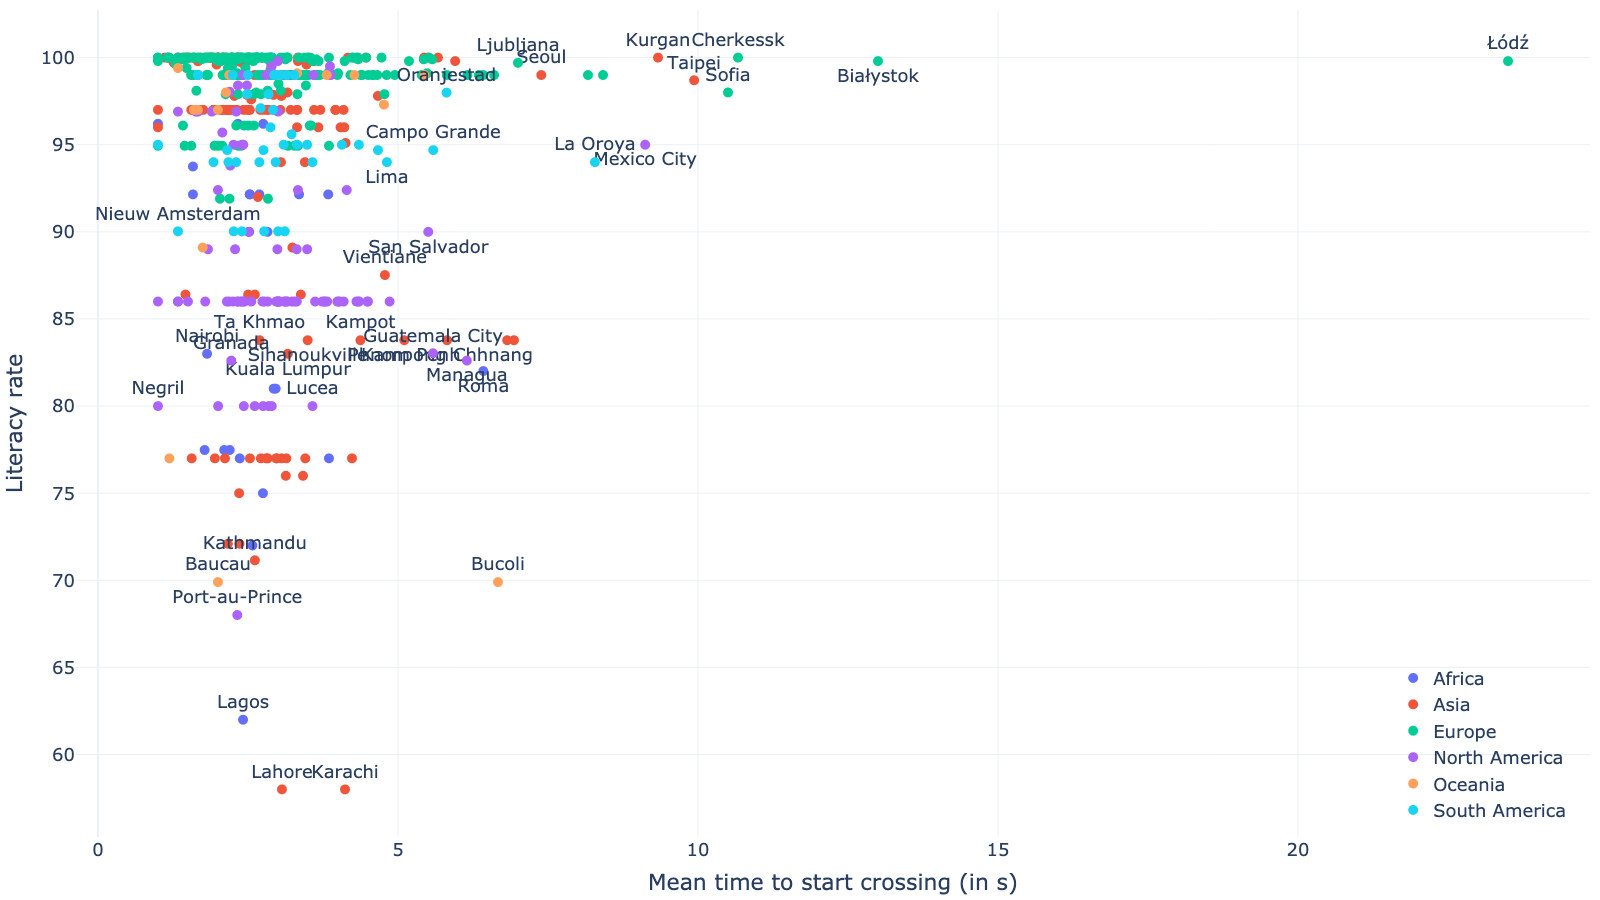 Ljubljana
Seoul
Kurgan
Cherkessk
Taipei
Łódź
Oranjestad
Sofia
Białystok
Campo Grande
La Oroya
Mexico City
Lima
Nieuw Amsterdam
San Salvador
Vientiane
Ta Khmao
Kampot
Nairobi
Granada
Guatemala City
Sihanoukville
Phnom Penh
Kampong Chhnang
Kuala Lumpur
Managua
Roma
Negril
Lucea
Kathmandu
Baucau
Bucoli
Port-au-Prince
Lagos
Lahore
Karachi
100
95
90
85
80
75
70
65
60
Literacy rate
0
5
10
15
20
Mean time to start crossing (in s)
Africa
Asia
Europe
North America
Oceania
South America